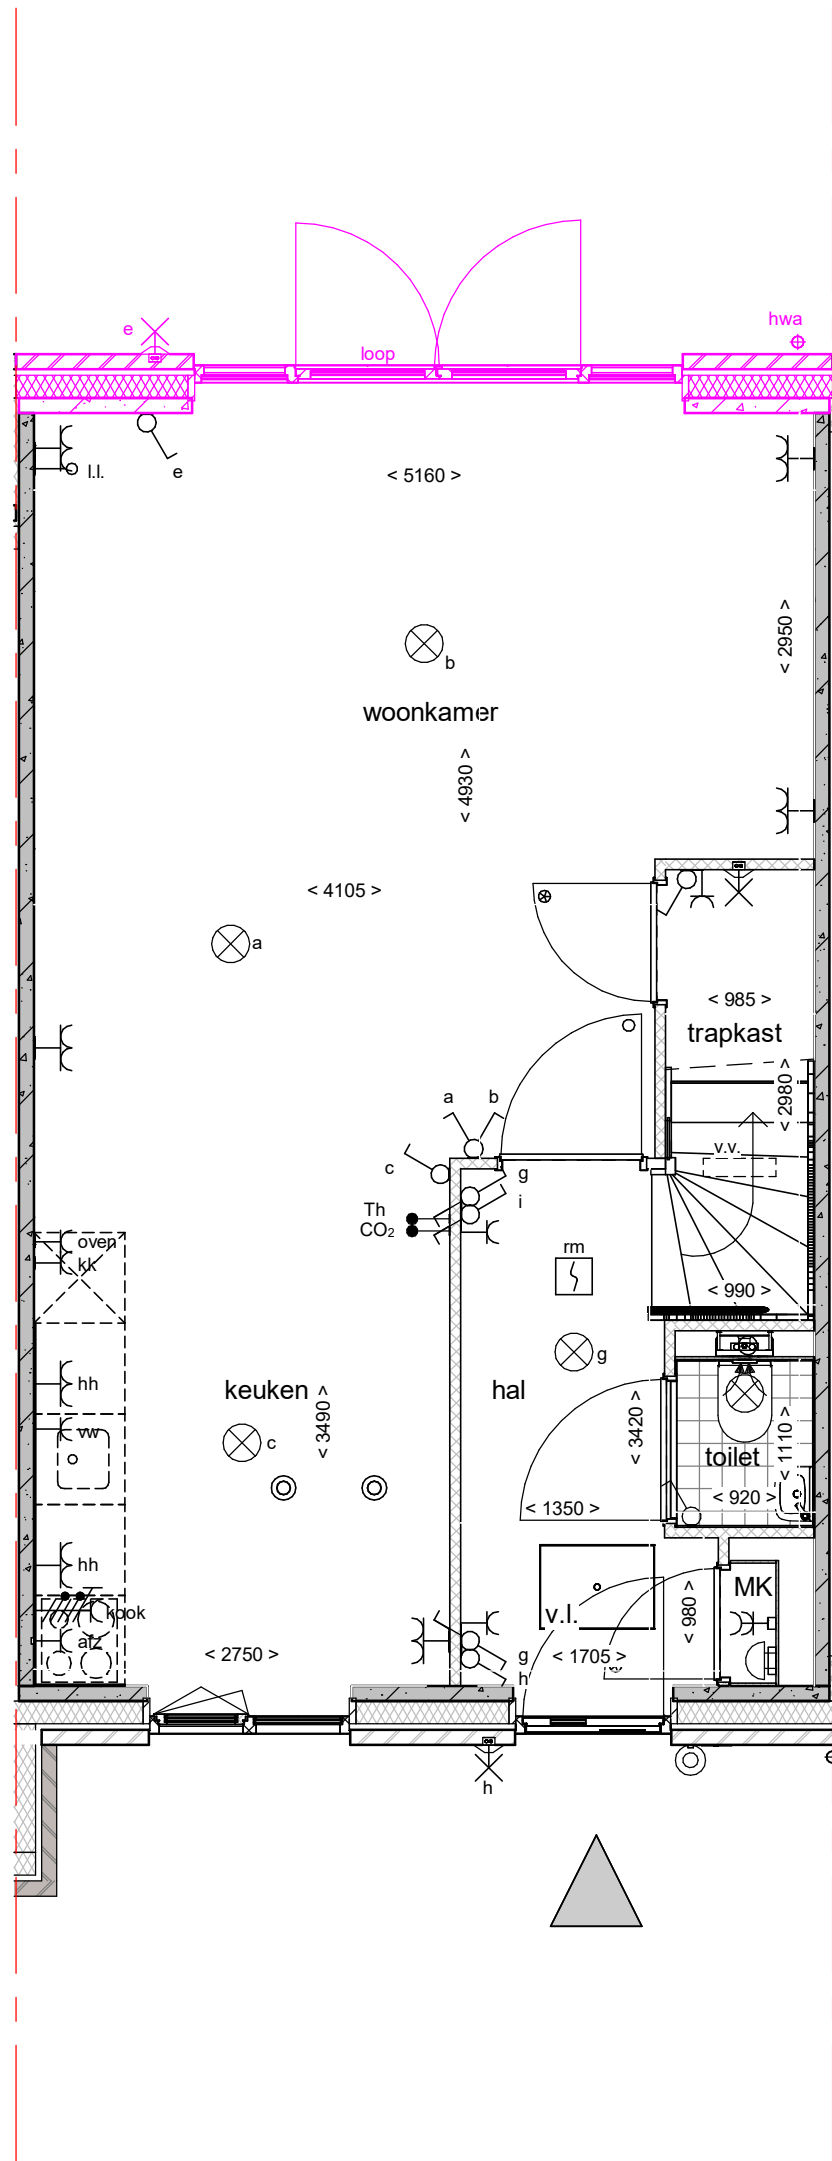 hwa
e
loop
l.l.
e
< 5160 >
< 2950 >
b
woonkamer
< 4930 >
< 4105 >
a
< 985 >
trapkast
< 2980 >
a
b
v.v.
c
g
i
Th
CO₂
oven
kk
rm
< 990 >
g
hh
keuken
< 3490 >
hal
< 3420 >
< 1110 >
vw
c
toilet
< 920 >
< 1350 >
hh
MK
kook
v.l.
< 980 >
afz
< 2750 >
g
h
< 1705 >
h